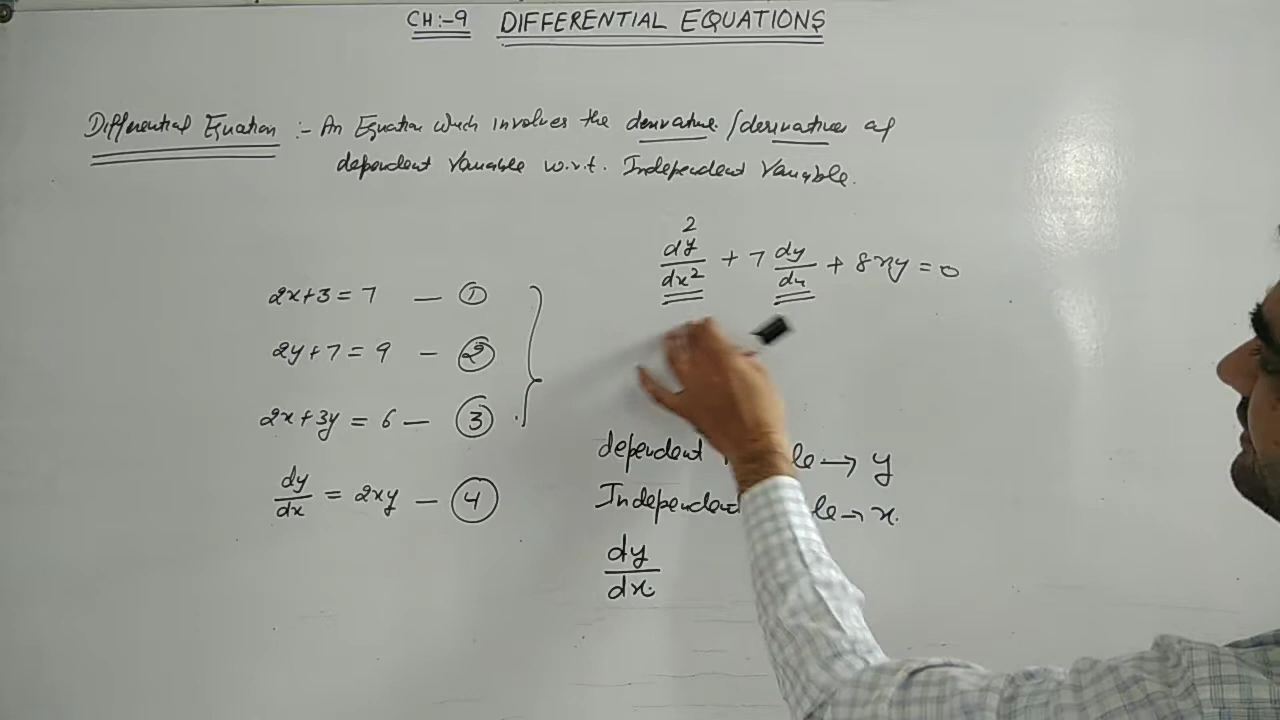 CH:-9 DIFFERENTIAL EQUATIONS
Differential Equation :- An Equation which involves the derivative /derivatives of
dependent Variable w.r.t. Independent Variable.
d²y/dx² + 7 dy/dx + 8xy = 0
2x+3 = 7 — ①
2y+7 = 9 — ②
2x+3y = 6 — ③
dy/dx = 2xy — ④
dependent → y
Independent → x.
dy/dx.